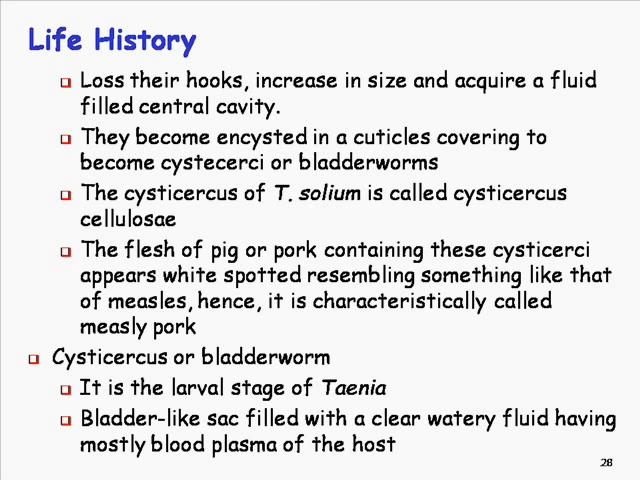 Life History
Loss their hooks, increase in size and acquire a fluid
filled central cavity.
They become encysted in a cuticles covering to
become cystecerci or bladderworms
The cysticercus of T. solium is called cysticercus
cellulosae
The flesh of pig or pork containing these cysticerci
appears white spotted resembling something like that
of measles, hence, it is characteristically called
measly pork
Cysticercus or bladderworm
It is the larval stage of Taenia
Bladder-like sac filled with a clear watery fluid having
mostly blood plasma of the host
28